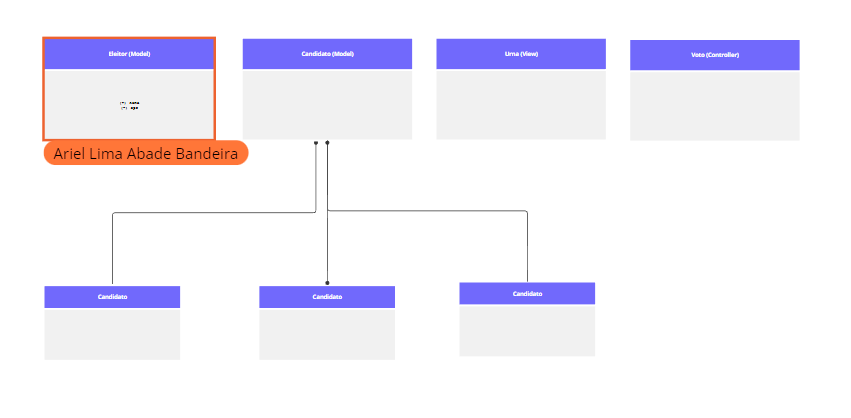 Eleitor (Model)
Candidato (Model)
Urna (View)
Voto (Controller)
Ariel Lima Abade Bandeira
Candidato
Candidato
Candidato